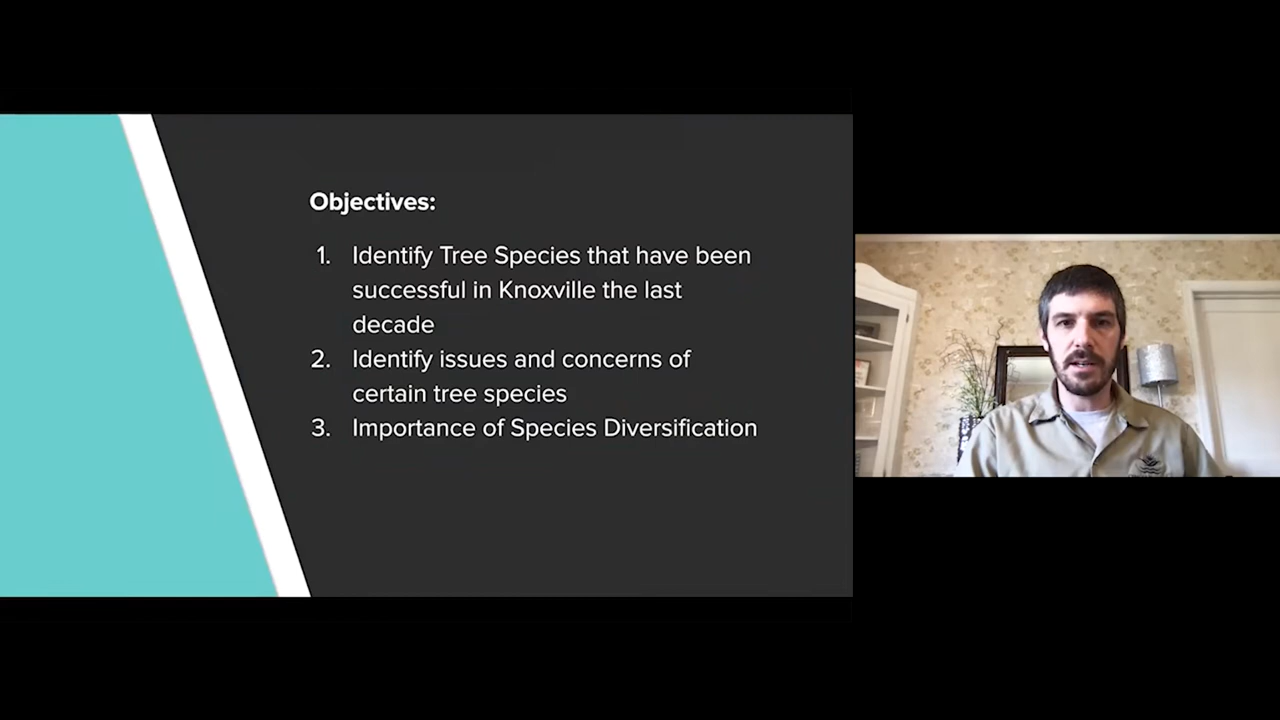 Objectives:
1. Identify Tree Species that have been
successful in Knoxville the last
decade
2. Identify issues and concerns of
certain tree species
3. Importance of Species Diversification